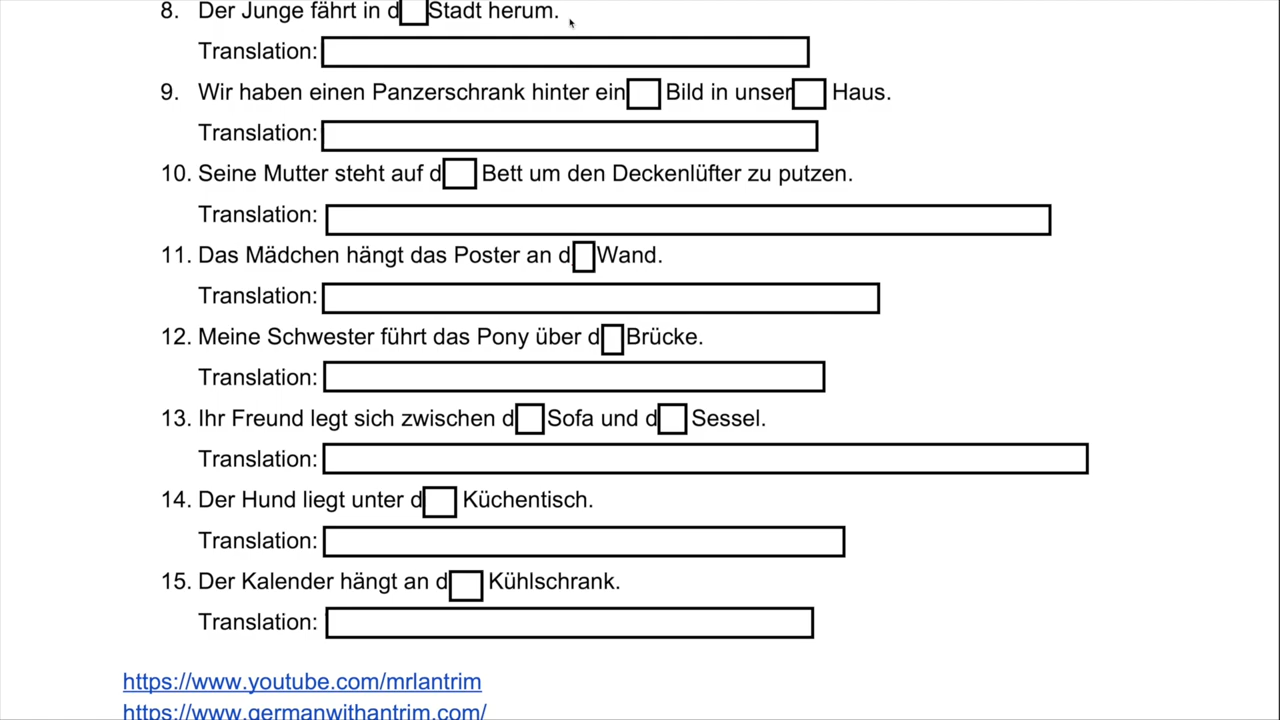 8. Der Junge fährt in d Stadt herum.
Translation:
9. Wir haben einen Panzerschrank hinter ein Bild in unser Haus.
Translation:
10. Seine Mutter steht auf d Bett um den Deckenlüfter zu putzen.
Translation:
11. Das Mädchen hängt das Poster an d Wand.
Translation:
12. Meine Schwester führt das Pony über d Brücke.
Translation:
13. Ihr Freund legt sich zwischen d Sofa und d Sessel.
Translation:
14. Der Hund liegt unter d Küchentisch.
Translation:
15. Der Kalender hängt an d Kühlschrank.
Translation:
https://www.youtube.com/mrlantrim
https://www.germanwithantrim.com/